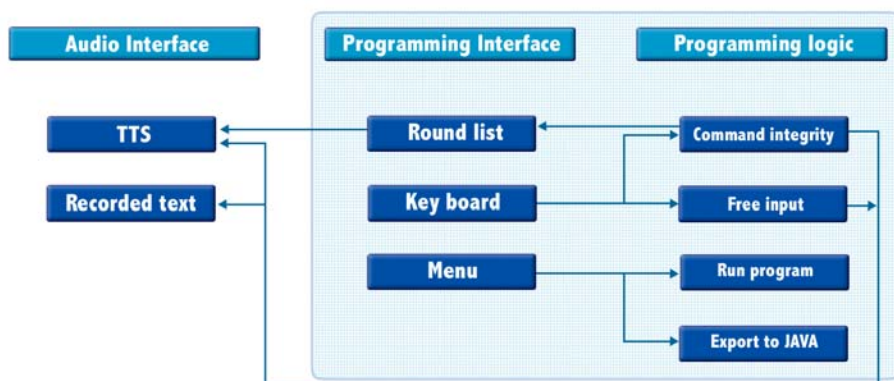 Audio Interface
Programming Interface
Programming logic
TTS
Round list
Command integrity
Recorded text
Key board
Free input
Menu
Run program
Export to JAVA